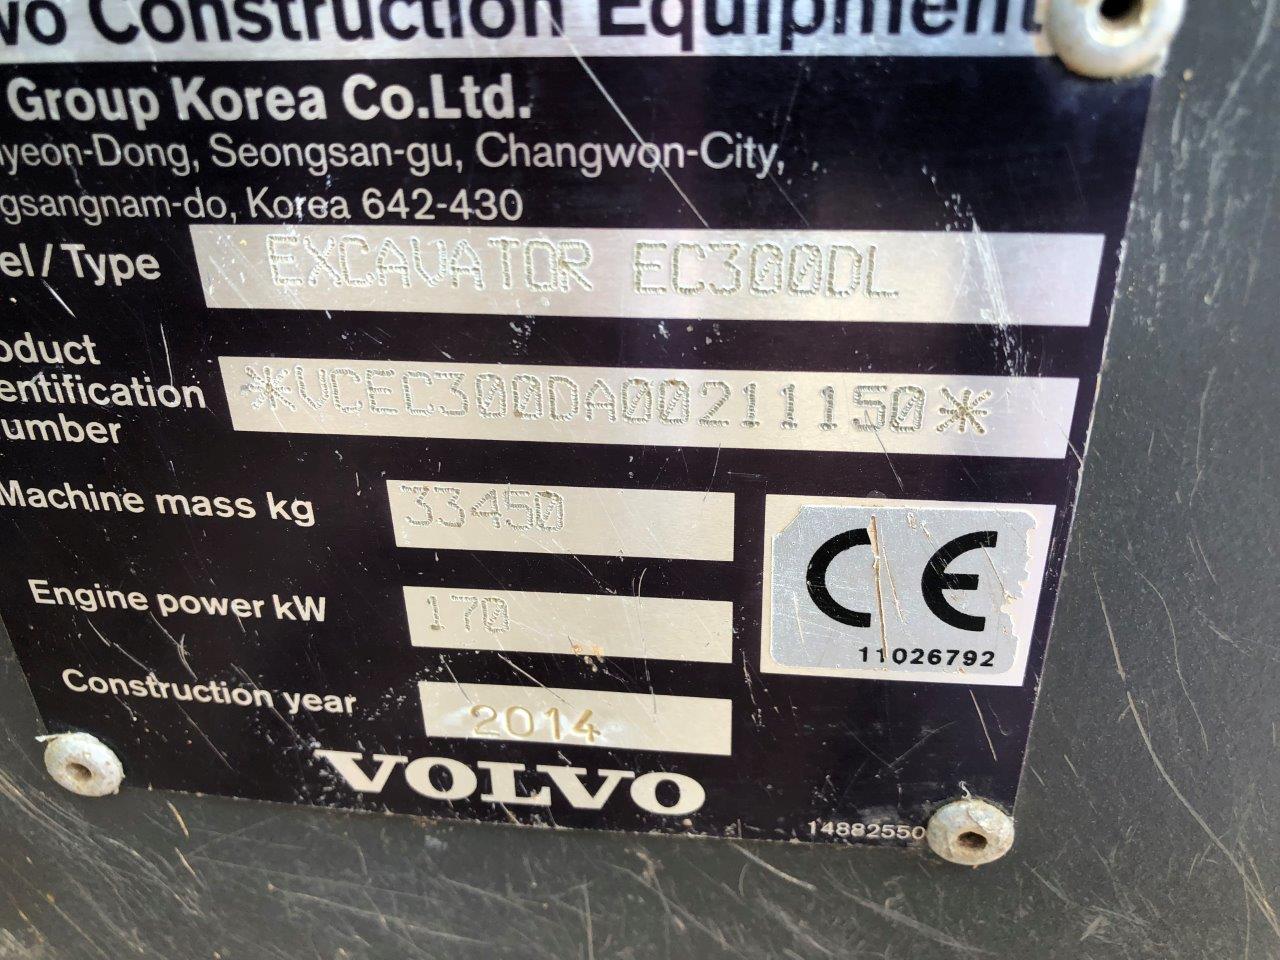 vo Construction Equipment
Group Korea Co.Ltd.
yeon-Dong, Seongsan-gu, Changwon-City,
gsangnam-do, Korea 642-430
el/Type EXCAVATOR EC300DL
oduct
entification
umber
*VCEC300DA00211150*
Machine mass kg 33450
Engine power kW 170
CE
11026792
Construction year 2014
VOLVO
14882550